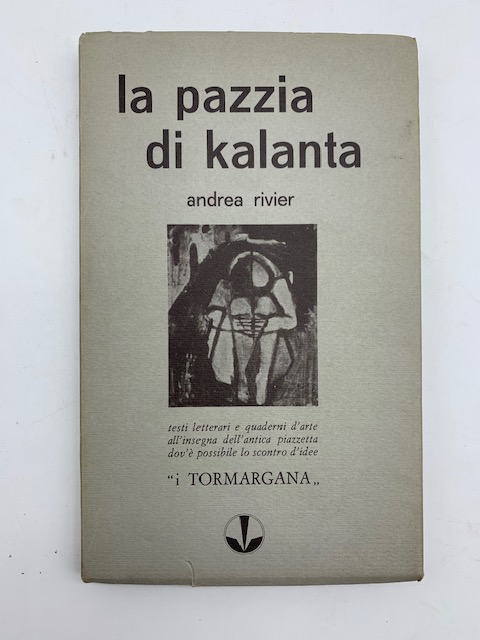 la pazzia
di kalanta
andrea rivier
testi letterari e quaderni d'arte
all'insegna dell'antica piazzetta
dov'è possibile lo scontro d'idee
“i TORMARGANA„